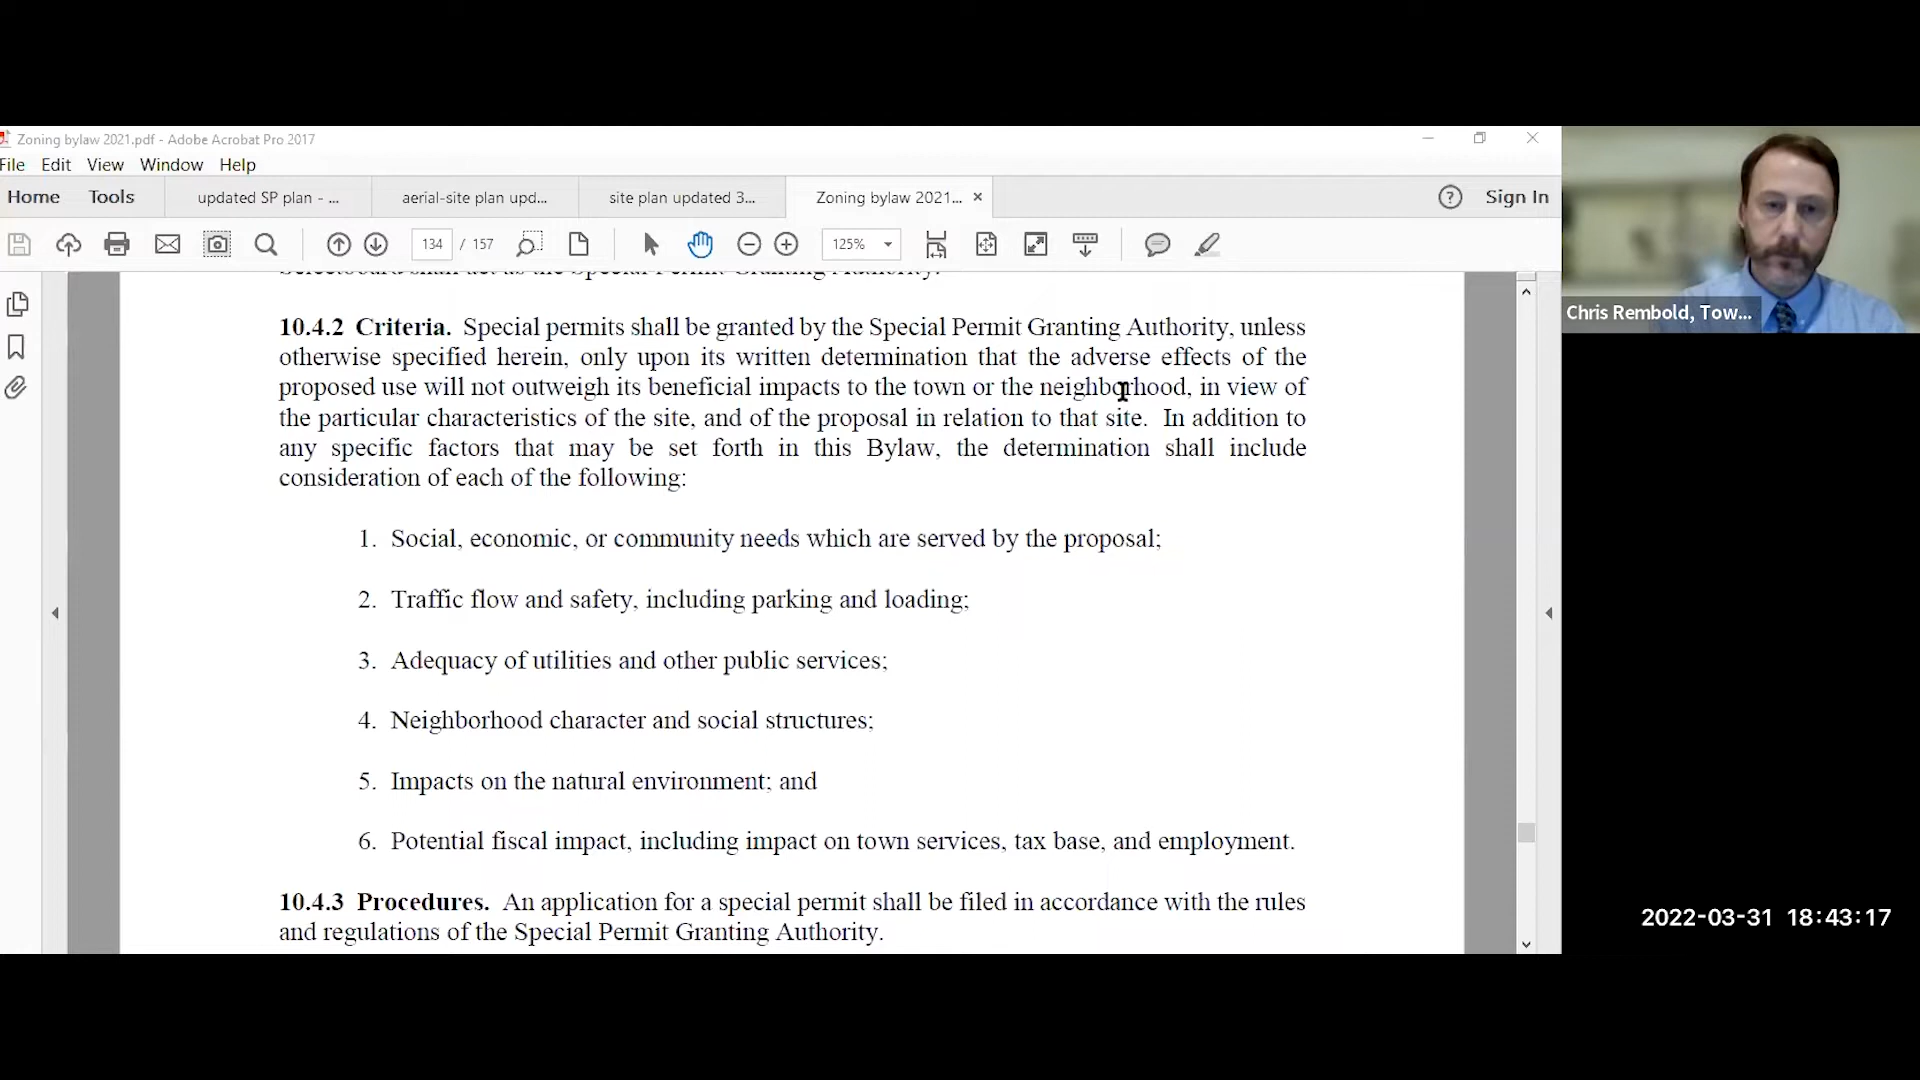 Zoning bylaw 2021.pdf - Adobe Acrobat Pro 2017
File Edit View Window Help
Home Tools updated SP plan - ... aerial-site plan upd... site plan updated 3... Zoning bylaw 2021... Sign In
134 / 157 125%
Selectboard shall act as the Special Permit Granting Authority.
10.4.2 Criteria. Special permits shall be granted by the Special Permit Granting Authority, unless
otherwise specified herein, only upon its written determination that the adverse effects of the
proposed use will not outweigh its beneficial impacts to the town or the neighborhood, in view of
the particular characteristics of the site, and of the proposal in relation to that site. In addition to
any specific factors that may be set forth in this Bylaw, the determination shall include
consideration of each of the following:
1. Social, economic, or community needs which are served by the proposal;
2. Traffic flow and safety, including parking and loading;
3. Adequacy of utilities and other public services;
4. Neighborhood character and social structures;
5. Impacts on the natural environment; and
6. Potential fiscal impact, including impact on town services, tax base, and employment.
10.4.3 Procedures. An application for a special permit shall be filed in accordance with the rules
and regulations of the Special Permit Granting Authority.
Chris Rembold, Tow...
2022-03-31 18:43:17